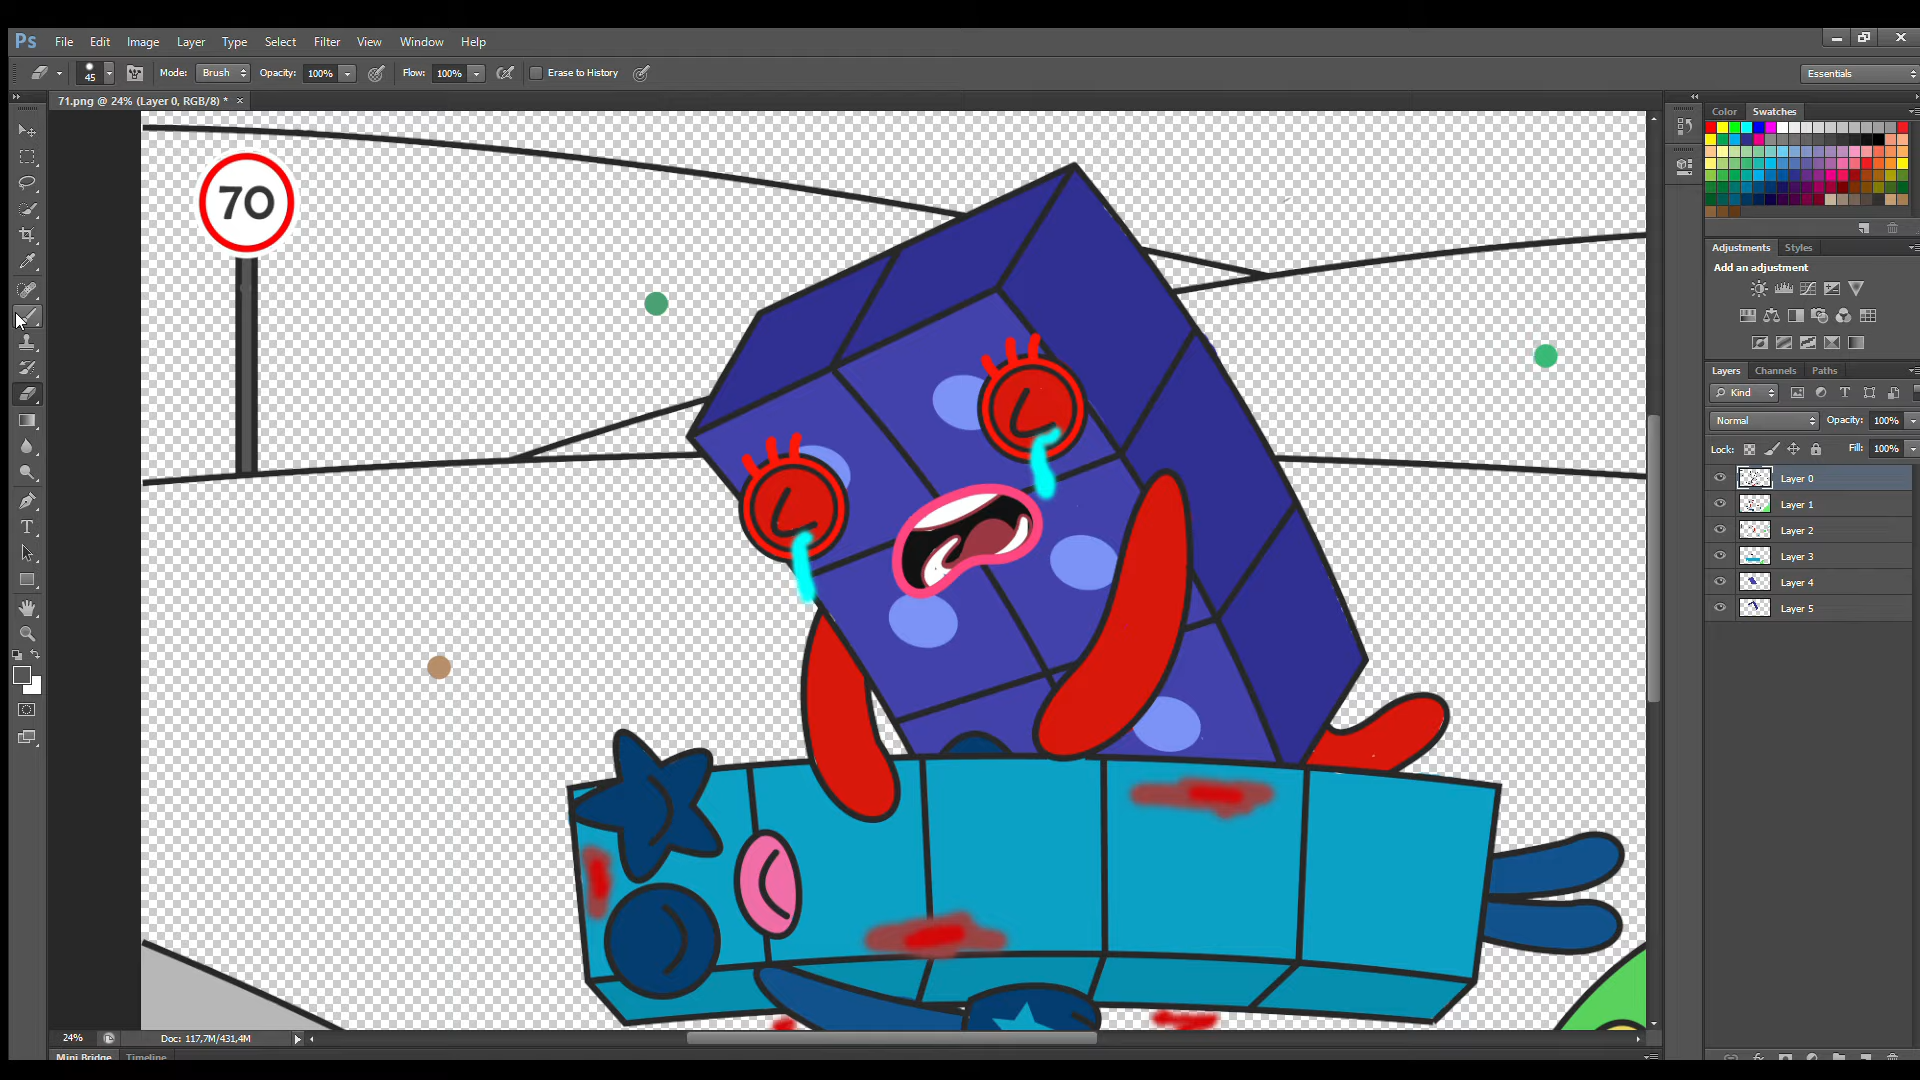 Ps File Edit Image Layer Type Select Filter View Window Help
45 Mode: Brush Opacity: 100% Flow: 100% Erase to History Essentials
71.png @ 24% (Layer 0, RGB/8) * ×
Color Swatches
70
Adjustments Styles
Add an adjustment
Layers Channels Paths
Kind
Normal Opacity: 100%
Lock: Fill: 100%
Layer 0
Layer 1
Layer 2
Layer 3
Layer 4
Layer 5
24% Doc: 117,7M/431,4M
Mini Bridge Timeline